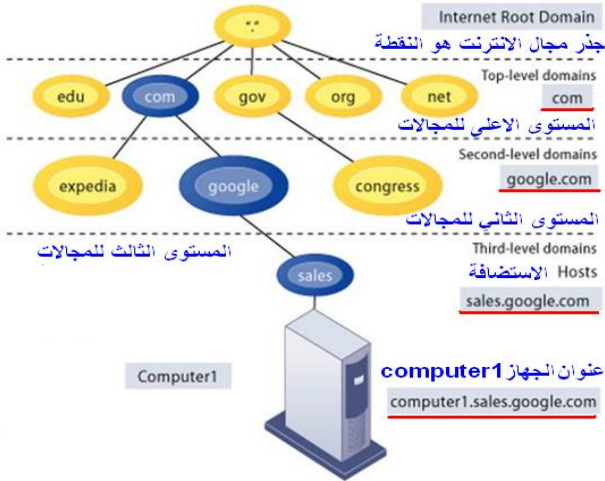 "."
Internet Root Domain
جذر مجال الانترنت هو النقطة
Top-level domains
edu com gov org net com
المستوى الاعلي للمجالات
Second-level domains
expedia google congress google.com
المستوى الثاني للمجالات
المستوى الثالث للمجالات
Third-level domains
الاستضافة Hosts
sales
sales.google.com
Computer1
عنوان الجهاز computer1
computer1.sales.google.com